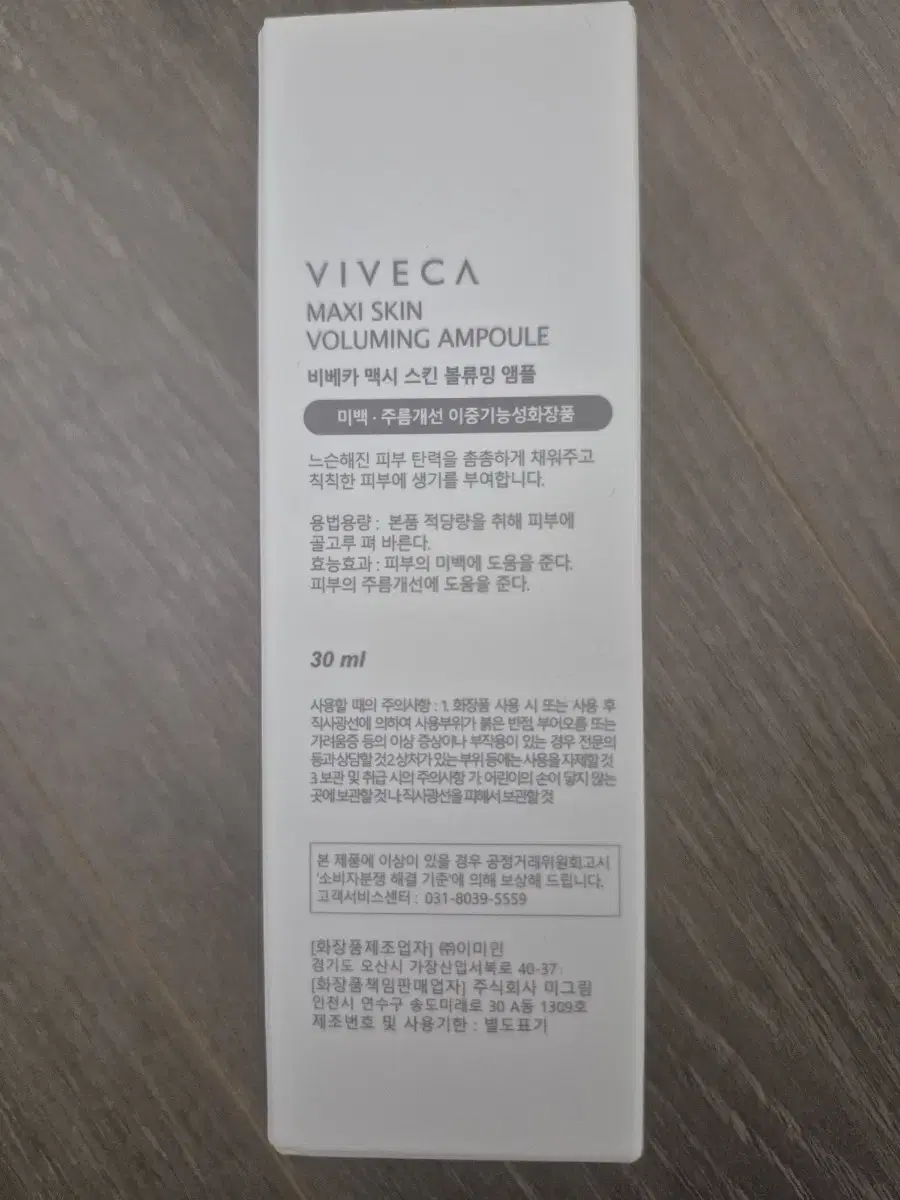 VIVECA
MAXI SKIN
VOLUMING AMPOULE
비베카 맥시 스킨 볼류밍 앰플
미백 · 주름개선 이중기능성화장품
느슨해진 피부 탄력을 촘촘하게 채워주고
칙칙한 피부에 생기를 부여합니다.
용법용량 : 본품 적당량을 취해 피부에
골고루 펴 바른다.
효능효과 : 피부의 미백에 도움을 준다.
피부의 주름개선에 도움을 준다.
30 ml
사용할 때의 주의사항 : 1. 화장품 사용 시 또는 사용 후
직사광선에 의하여 사용부위가 붉은 반점, 부어오름 또는
가려움증 등의 이상 증상이나 부작용이 있는 경우 전문의
등과 상담할 것 2.상처가 있는 부위 등에는 사용을 자제할 것
3.보관 및 취급 시의 주의사항 가. 어린이의 손이 닿지 않는
곳에 보관할 것 나. 직사광선을 피해서 보관할 것
본 제품에 이상이 있을 경우 공정거래위원회고시
'소비자분쟁 해결 기준'에 의해 보상해 드립니다.
고객서비스센터 : 031-8039-5559
[화장품제조업자] ㈜이미인
경기도 오산시 가장산업서북로 40-37
[화장품책임판매업자] 주식회사 미그림
인천시 연수구 송도미래로 30 A동 1309호
제조번호 및 사용기한 : 별도표기